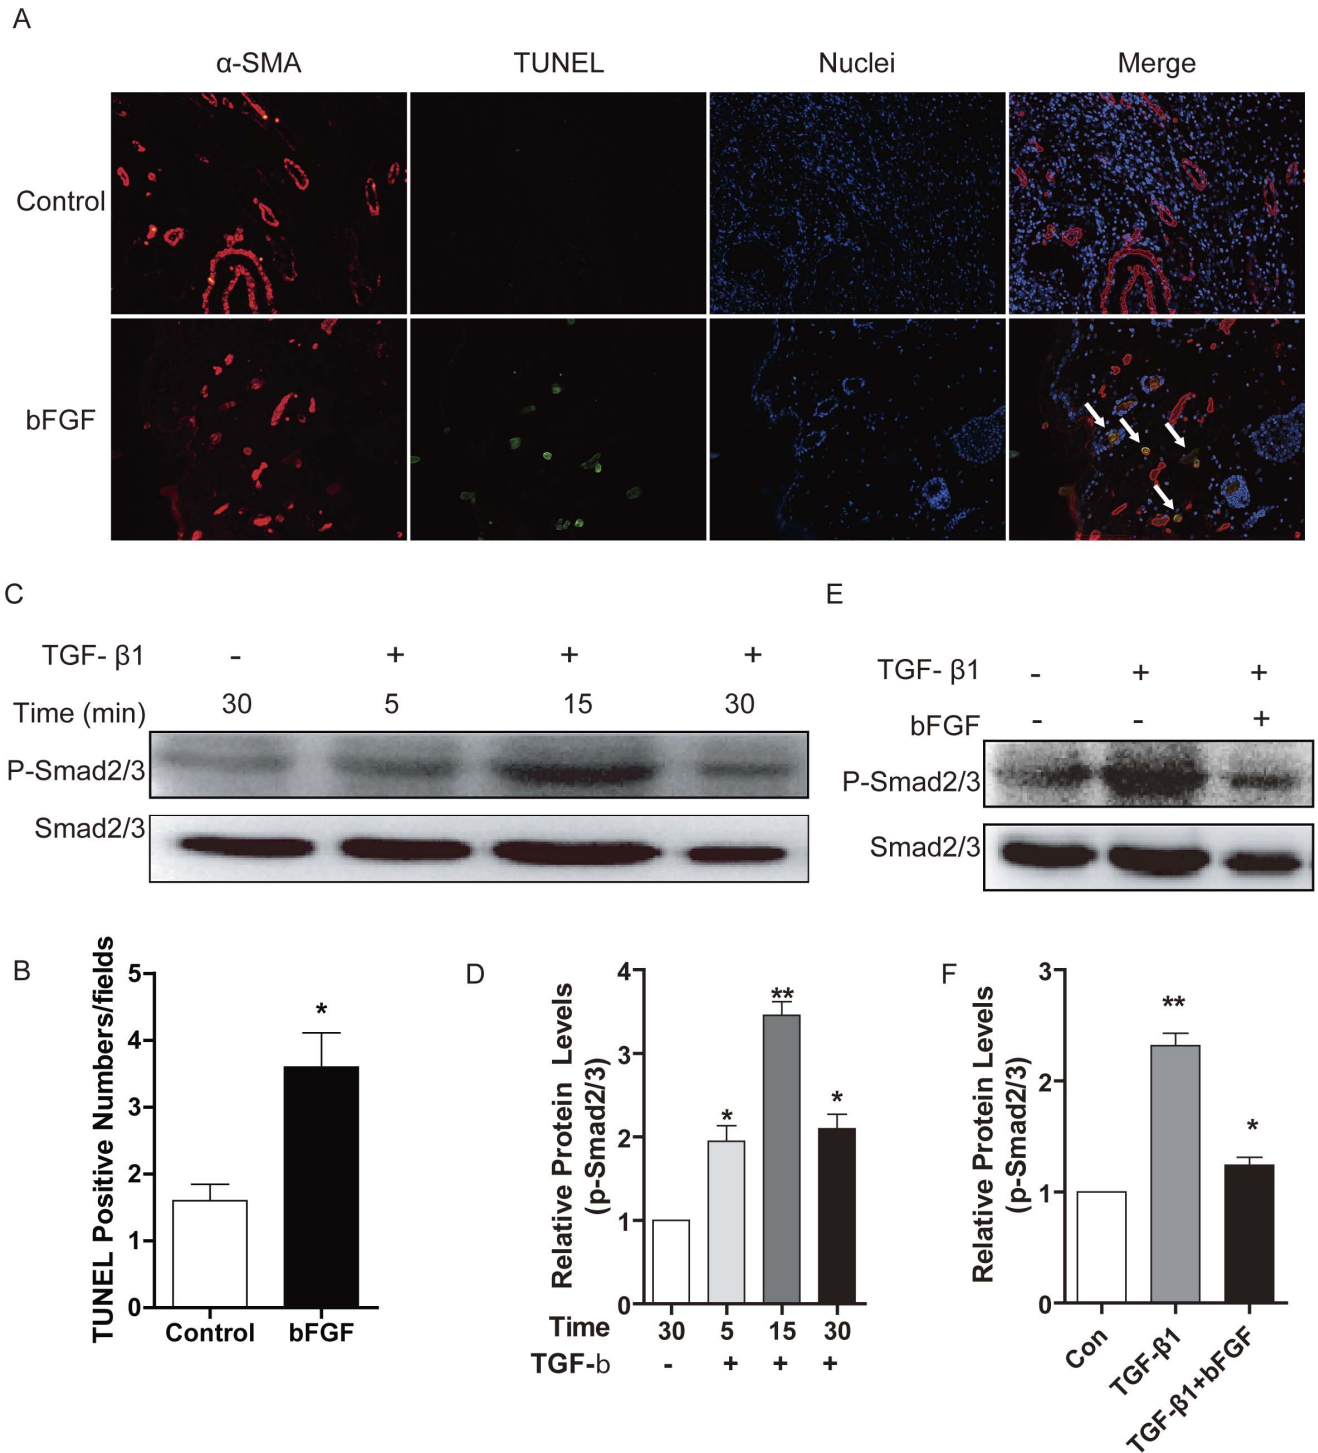 A
α-SMA TUNEL Nuclei Merge
Control
bFGF
C
TGF- β1 - + + +
Time (min) 30 5 15 30
P-Smad2/3
Smad2/3
E
TGF- β1 - + +
bFGF - - +
P-Smad2/3
Smad2/3
B
TUNEL Positive Numbers/fields
5
4
3
2
1
0
*
Control bFGF
D
Relative Protein Levels
(p-Smad2/3)
4
3
2
1
0
* ** *
Time 30 5 15 30
TGF-b - + + +
F
Relative Protein Levels
(p-Smad2/3)
3
2
1
0
** *
Con
TGF-β1
TGF-β1+bFGF